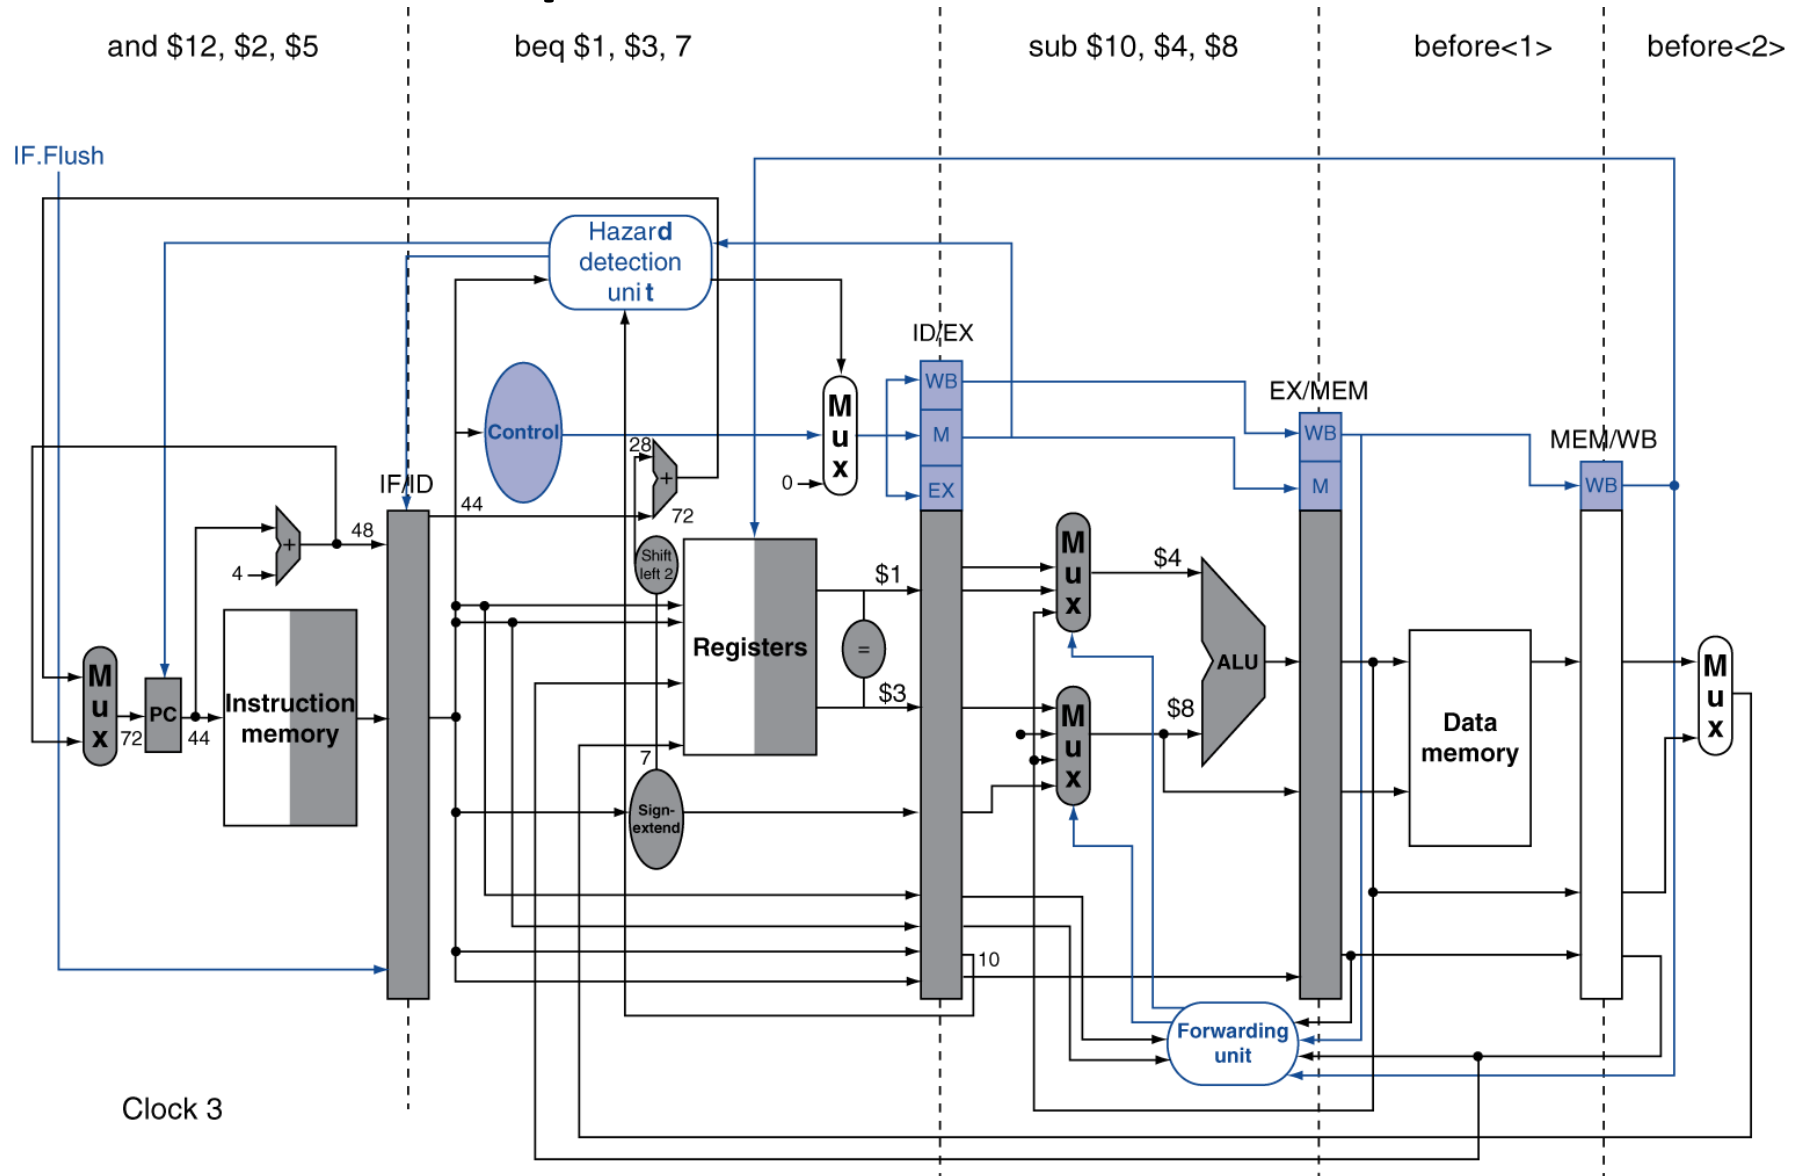 and $12, $2, $5
beq $1, $3, 7
sub $10, $4, $8
before<1>
before<2>
IF.Flush
Hazard
detection
unit
ID/EX
WB
M
EX
Control
M
u
x
0
28
+
72
44
EX/MEM
WB
M
MEM/WB
WB
IF/ID
48
+
4
Shift
left 2
$1
=
$3
Registers
M
u
x
$4
M
u
x
$8
ALU
M
u
x
72
PC
44
Instruction
memory
7
Sign-
extend
Data
memory
M
u
x
10
Forwarding
unit
Clock 3